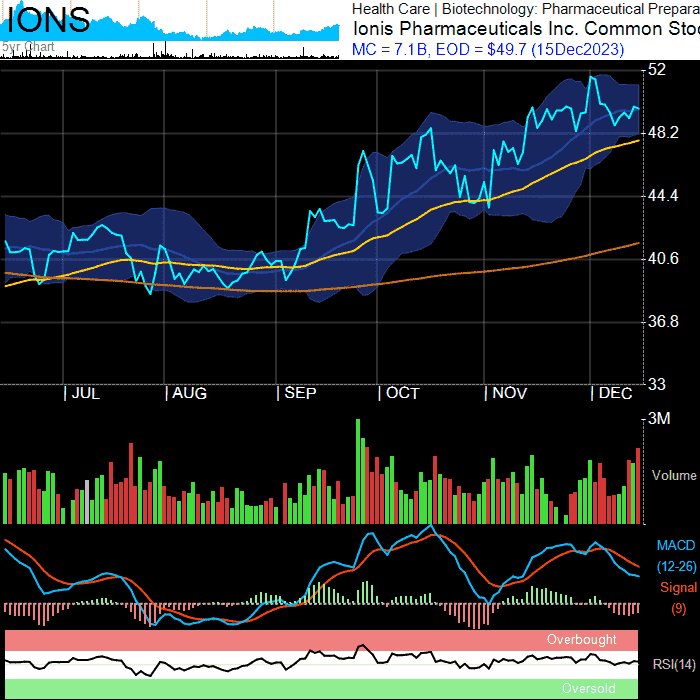 IONS
5yr Chart
Health Care | Biotechnology: Pharmaceutical Prepara
Ionis Pharmaceuticals Inc. Common Stoc
MC = 7.1B, EOD = $49.7 (15Dec2023)
52
48.2
44.4
40.6
36.8
33
| JUL | AUG | SEP | OCT | NOV | DEC
3M
Volume
MACD
(12-26)
Signal
(9)
Overbought
RSI(14)
Oversold